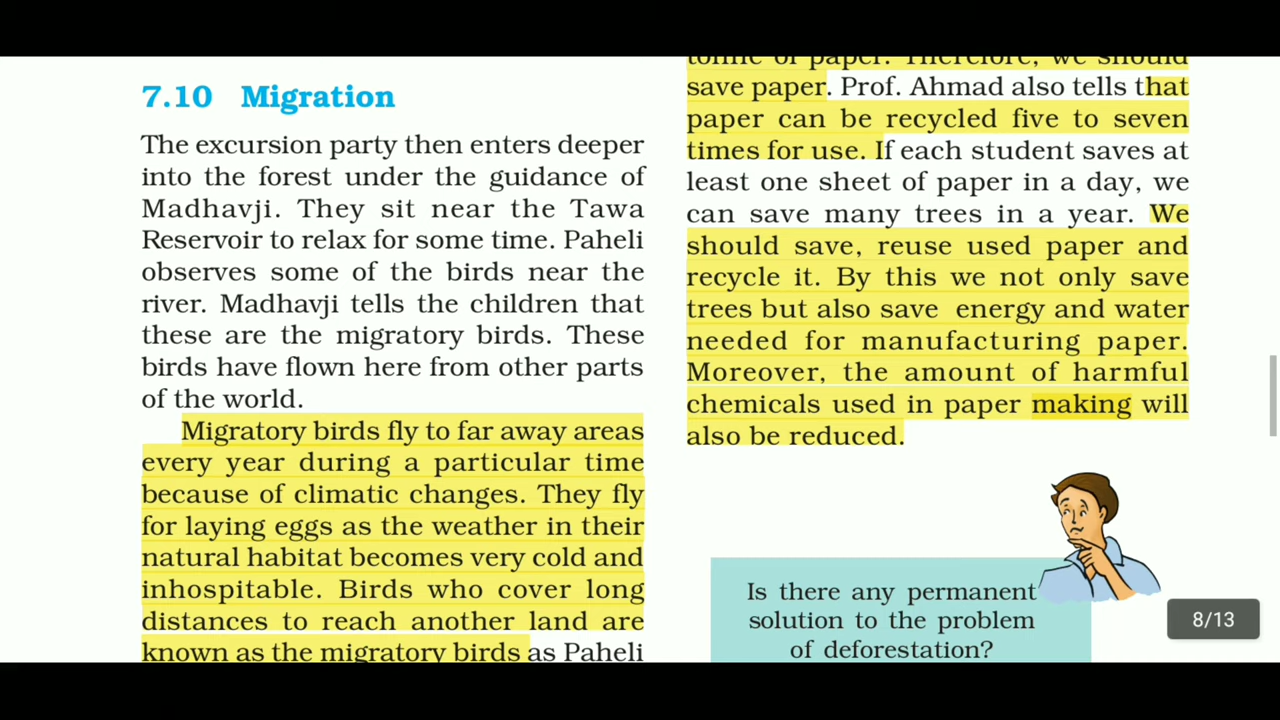 7.10 Migration
The excursion party then enters deeper
into the forest under the guidance of
Madhavji. They sit near the Tawa
Reservoir to relax for some time. Paheli
observes some of the birds near the
river. Madhavji tells the children that
these are the migratory birds. These
birds have flown here from other parts
of the world.
Migratory birds fly to far away areas
every year during a particular time
because of climatic changes. They fly
for laying eggs as the weather in their
natural habitat becomes very cold and
inhospitable. Birds who cover long
distances to reach another land are
known as the migratory birds as Paheli
tonne of paper. Therefore, we should
save paper. Prof. Ahmad also tells that
paper can be recycled five to seven
times for use. If each student saves at
least one sheet of paper in a day, we
can save many trees in a year. We
should save, reuse used paper and
recycle it. By this we not only save
trees but also save energy and water
needed for manufacturing paper.
Moreover, the amount of harmful
chemicals used in paper making will
also be reduced.
Is there any permanent
solution to the problem
of deforestation?
8/13